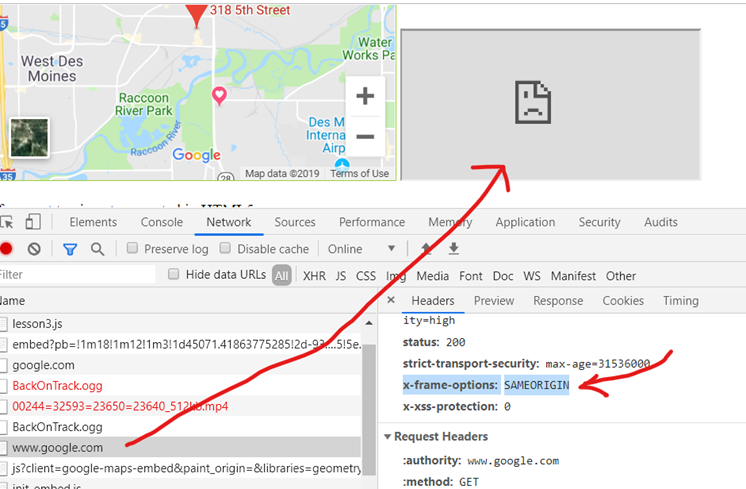 318 5th Street
West Des
Moines
Water
Works Pa
Raccoon
River Park
Raccoon River
Des M
Interna
Airp
Google
28
35
Map data ©2019
Terms of Use
Elements
Console
Network
Sources
Performance
Memory
Application
Security
Audits
Preserve log
Disable cache
Online
Filter
Hide data URLs
All
XHR
JS
CSS
Img
Media
Font
Doc
WS
Manifest
Other
Name
lesson3.js
embed?pb=!1m18!1m12!1m3!1d45071.41863775285!2d-93....5!5e.
google.com
BackOnTrack.ogg
00244=32593=23650=23640_512kb.mp4
BackOnTrack.ogg
www.google.com
js?client=google-maps-embed&paint_origin=&libraries=geometry
init_embed.js
× Headers
Preview
Response
Cookies
Timing
ity=high
status: 200
strict-transport-security: max-age=31536000
x-frame-options: SAMEORIGIN
x-xss-protection: 0
Request Headers
:authority: www.google.com
:method: GET